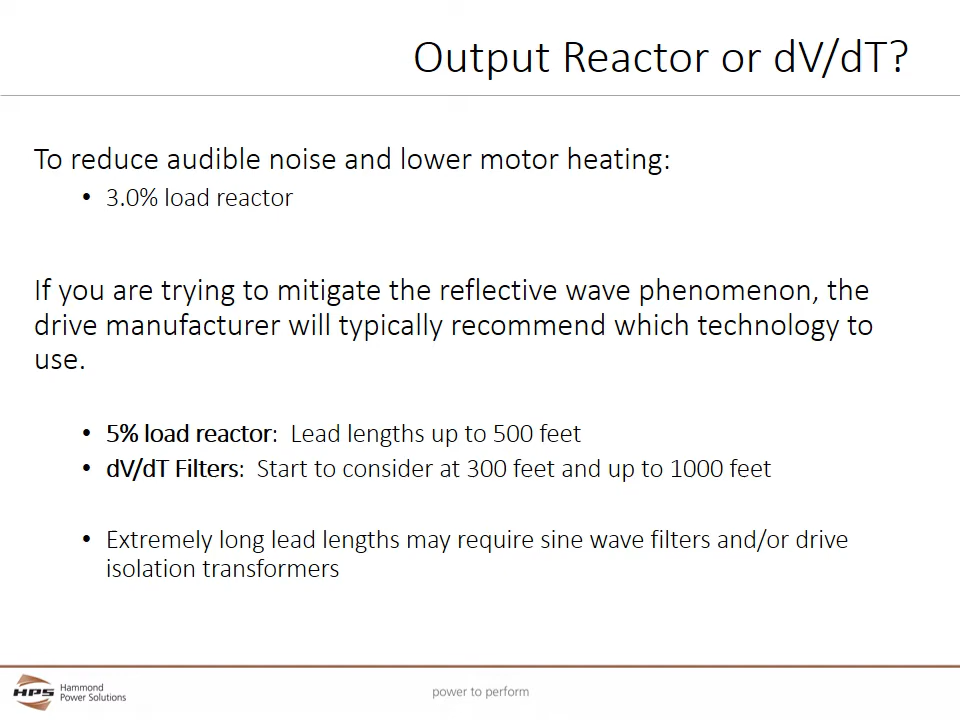 Output Reactor or dV/dT?
To reduce audible noise and lower motor heating:
• 3.0% load reactor
If you are trying to mitigate the reflective wave phenomenon, the
drive manufacturer will typically recommend which technology to
use.
• 5% load reactor: Lead lengths up to 500 feet
• dV/dT Filters: Start to consider at 300 feet and up to 1000 feet
• Extremely long lead lengths may require sine wave filters and/or drive
isolation transformers
HPS
Hammond
Power Solutions
power to perform